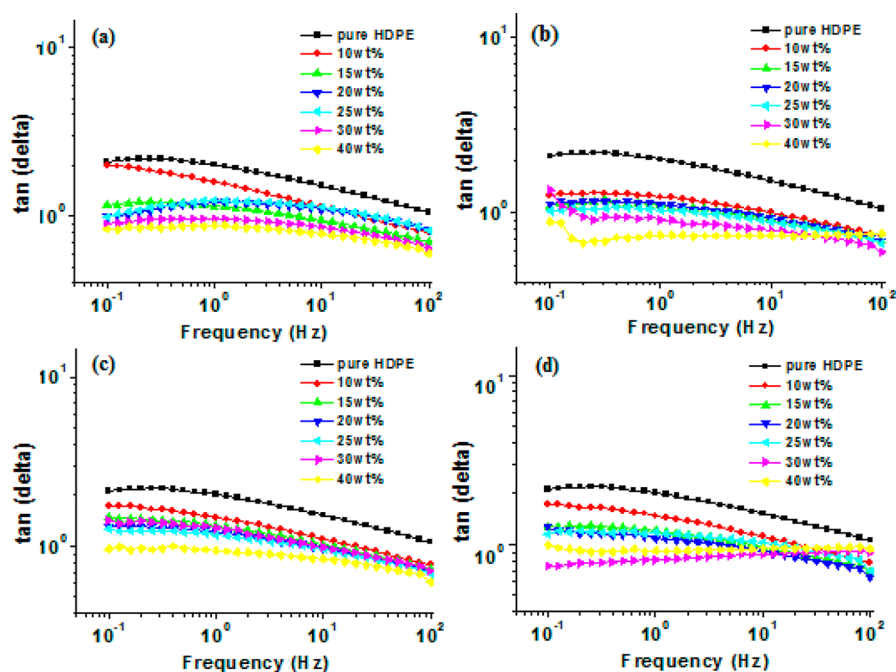 (a)
pure HDPE
10wt%
15wt%
20wt%
25wt%
30wt%
40wt%
tan (delta)
10^1
10^0
10^-1 10^0 10^1 10^2
Frequency (Hz)
(b)
pure HDPE
10wt%
15wt%
20wt%
25wt%
30wt%
40wt%
tan (delta)
10^1
10^0
10^-1 10^0 10^1 10^2
Frequency (Hz)
(c)
pure HDPE
10wt%
15wt%
20wt%
25wt%
30wt%
40wt%
tan (delta)
10^1
10^0
10^-1 10^0 10^1 10^2
Frequency (Hz)
(d)
pure HDPE
10wt%
15wt%
20wt%
25wt%
30wt%
40wt%
tan (delta)
10^1
10^0
10^-1 10^0 10^1 10^2
Frequency (Hz)